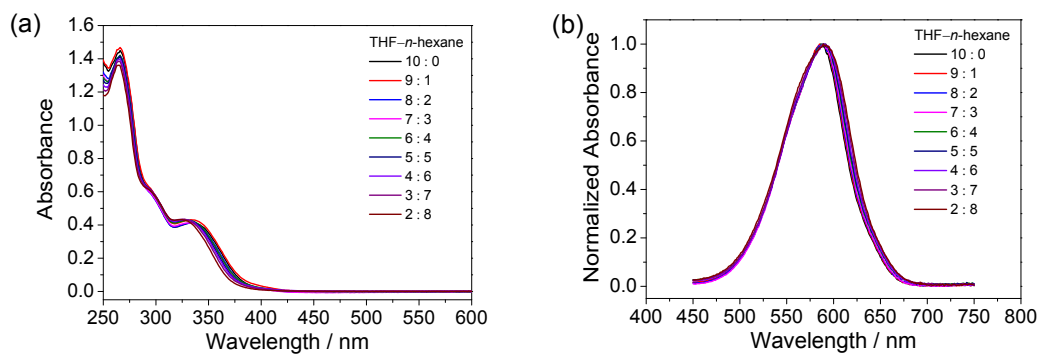 (a)
Absorbance
1.6
1.4
1.2
1.0
0.8
0.6
0.4
0.2
0.0
250 300 350 400 450 500 550 600
Wavelength / nm
THF–n-hexane
10 : 0
9 : 1
8 : 2
7 : 3
6 : 4
5 : 5
4 : 6
3 : 7
2 : 8
(b)
Normalized Absorbance
1.0
0.8
0.6
0.4
0.2
0.0
400 450 500 550 600 650 700 750 800
Wavelength / nm
THF–n-hexane
10 : 0
9 : 1
8 : 2
7 : 3
6 : 4
5 : 5
4 : 6
3 : 7
2 : 8